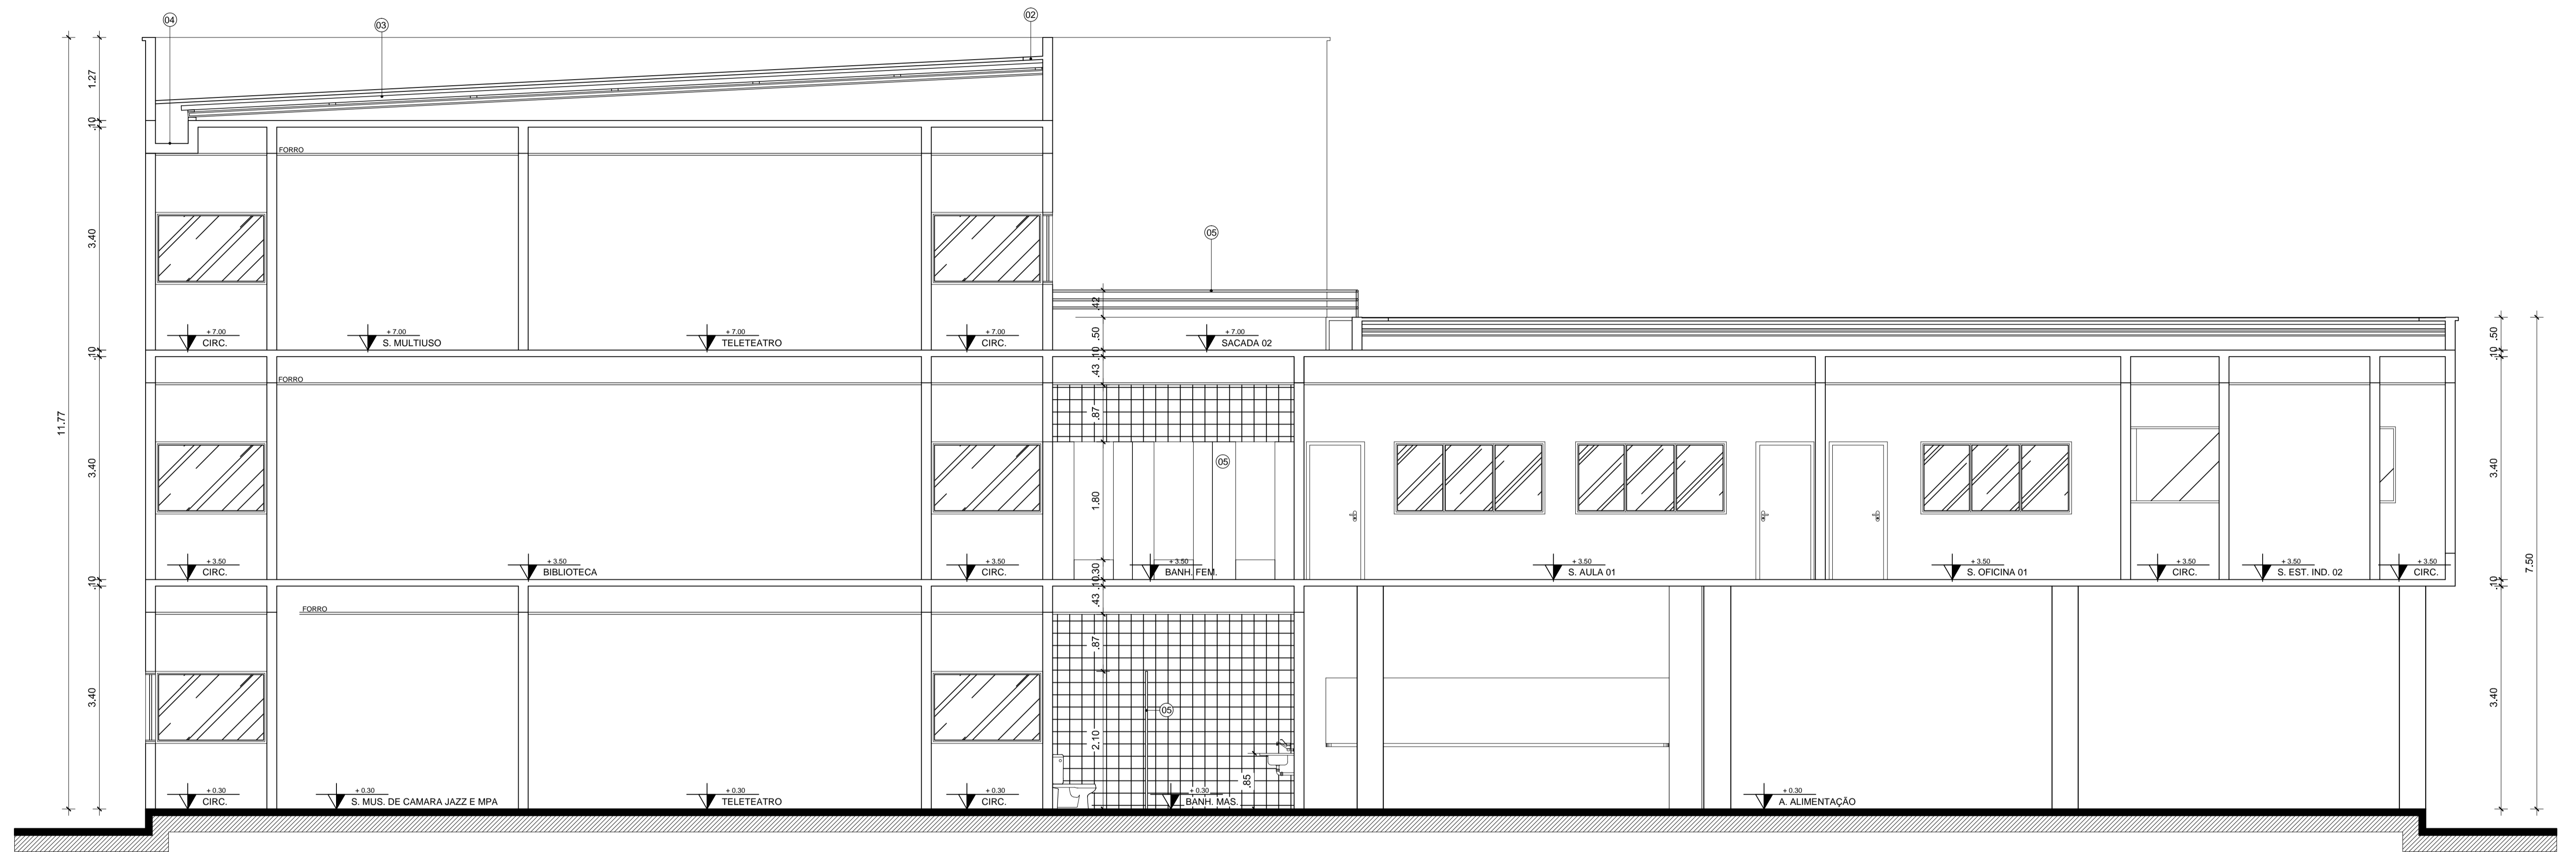 04
03
02
1.27
.10
FORRO
3.40
05
11.77
.42
+ 7.00
CIRC.
+ 7.00
S. MULTIUSO
+ 7.00
TELETEATRO
+ 7.00
CIRC.
.50
+ 7.00
SACADA 02
.50
.10
.10
.10
.43
FORRO
.87
3.40
05
1.80
3.40
7.50
+ 3.50
CIRC.
+ 3.50
BIBLIOTECA
+ 3.50
CIRC.
.30
+ 3.50
BANH. FEM.
+ 3.50
S. AULA 01
+ 3.50
S. OFICINA 01
+ 3.50
CIRC.
+ 3.50
S. EST. IND. 02
+ 3.50
CIRC.
.10
.10
.10
.43
FORRO
.87
3.40
05
2.10
3.40
.85
+ 0.30
CIRC.
+ 0.30
S. MUS. DE CAMARA JAZZ E MPA
+ 0.30
TELETEATRO
+ 0.30
CIRC.
+ 0.30
BANH. MAS.
+ 0.30
A. ALIMENTAÇÃO